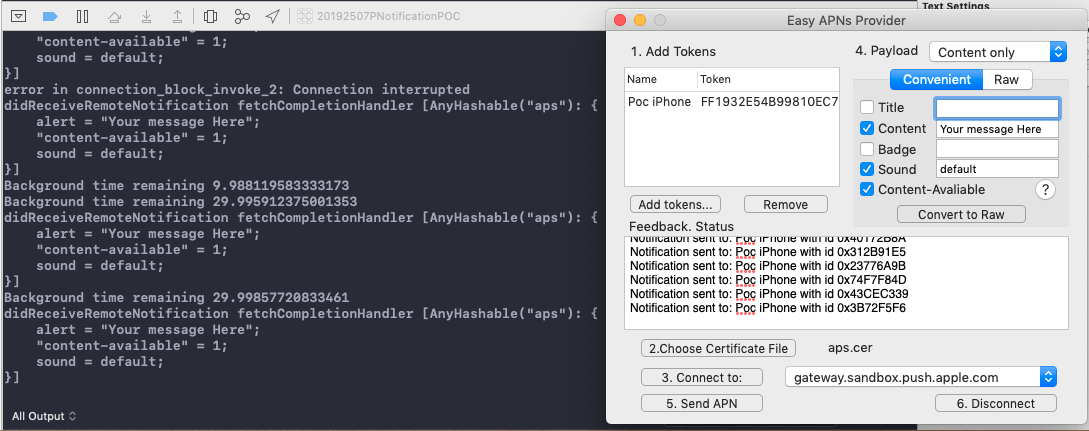 20192507PNotificationPOC
"content-available" = 1;
sound = default;
}]
error in connection_block_invoke_2: Connection interrupted
didReceiveRemoteNotification fetchCompletionHandler [AnyHashable("aps"): {
alert = "Your message Here";
"content-available" = 1;
sound = default;
}]
Background time remaining 9.988119583333173
Background time remaining 29.995912375001353
didReceiveRemoteNotification fetchCompletionHandler [AnyHashable("aps"): {
alert = "Your message Here";
"content-available" = 1;
sound = default;
}]
Background time remaining 29.99857720833461
didReceiveRemoteNotification fetchCompletionHandler [AnyHashable("aps"): {
alert = "Your message Here";
"content-available" = 1;
sound = default;
}]
All Output
Text Settings
Easy APNs Provider
1. Add Tokens
Name Token
Poc iPhone FF1932E54B99810EC7
Add tokens... Remove
4. Payload Content only
Convenient Raw
Title
Content Your message Here
Badge
Sound default
Content-Avaliable ?
Convert to Raw
Feedback. Status
Notification sent to: Poc iPhone with id 0x40172B8A
Notification sent to: Poc iPhone with id 0x312B91E5
Notification sent to: Poc iPhone with id 0x23776A9B
Notification sent to: Poc iPhone with id 0x74F7F84D
Notification sent to: Poc iPhone with id 0x43CEC339
Notification sent to: Poc iPhone with id 0x3B72F5F6
2.Choose Certificate File aps.cer
3. Connect to: gateway.sandbox.push.apple.com
5. Send APN 6. Disconnect